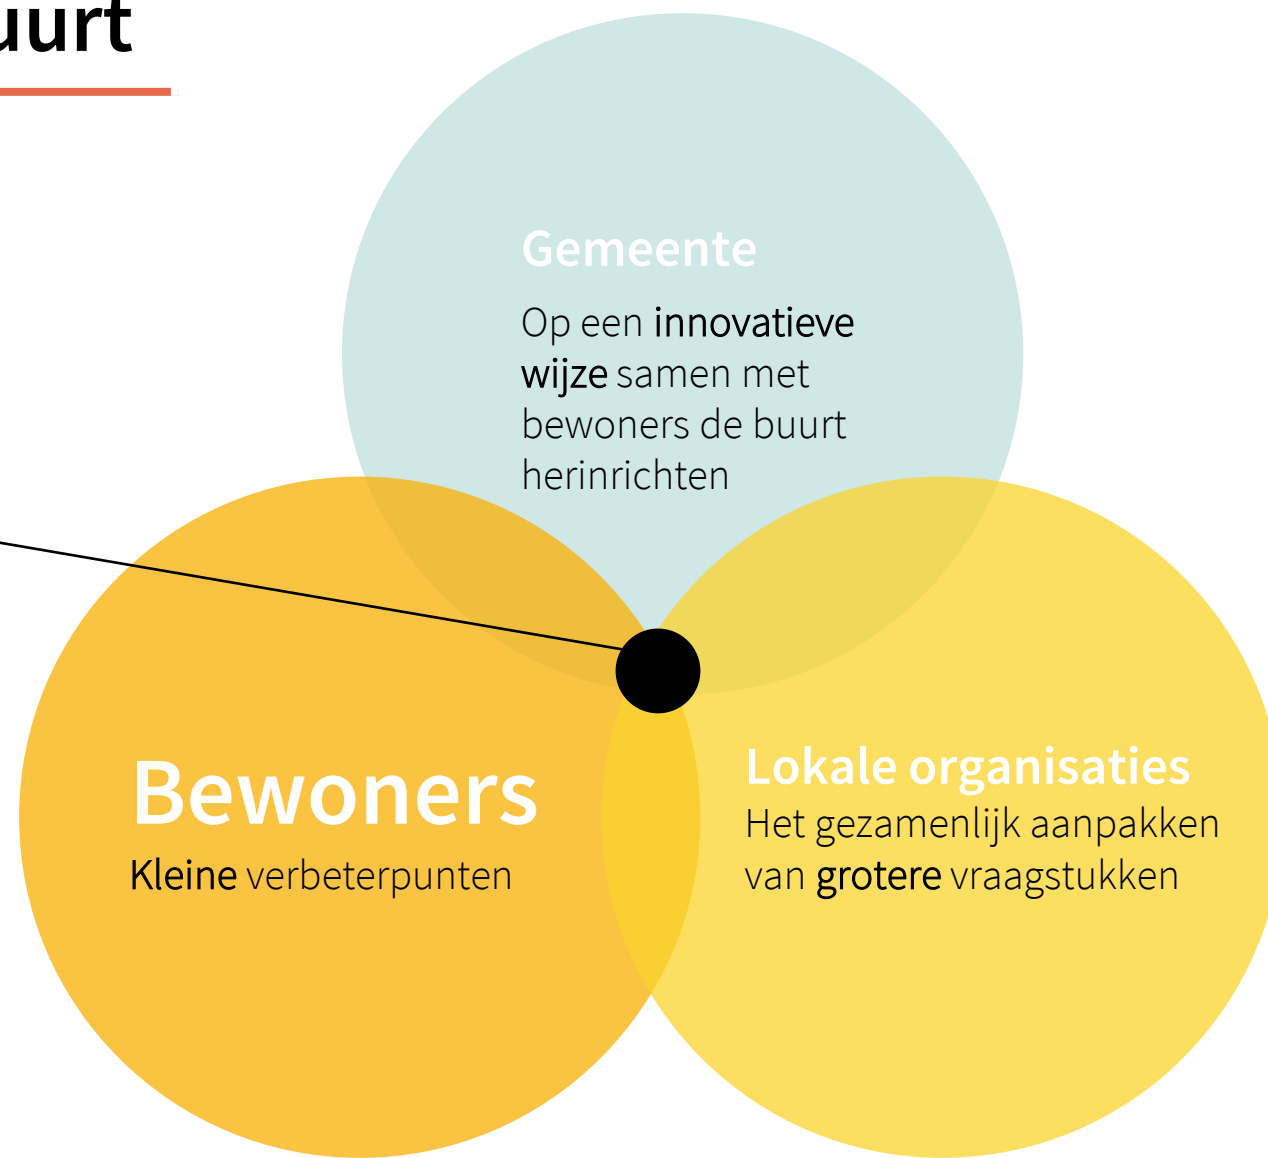 uurt
Gemeente
Op een innovatieve
wijze samen met
bewoners de buurt
herinrichten
Bewoners
Kleine verbeterpunten
Lokale organisaties
Het gezamenlijk aanpakken
van grotere vraagstukken